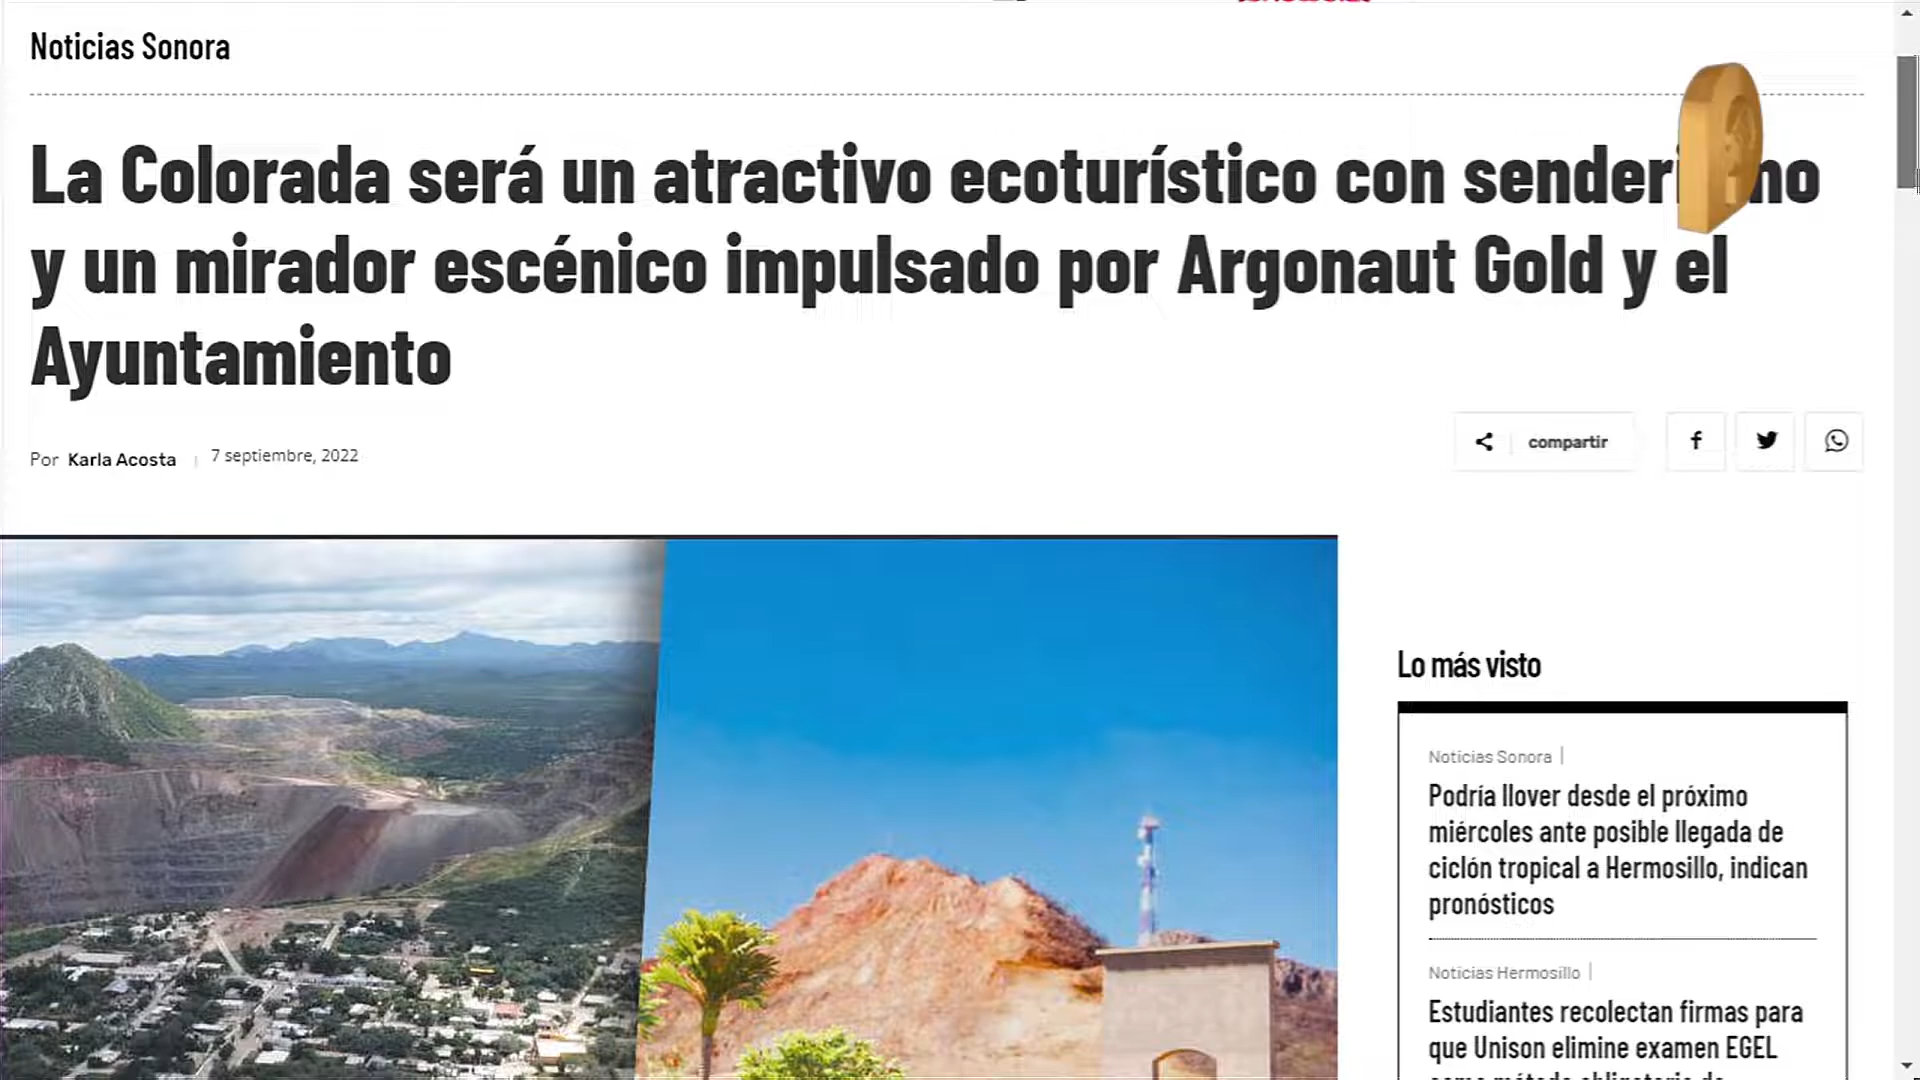 Noticias Sonora
La Colorada será un atractivo ecoturístico con
y un mirador escénico impulsado por Argonaut Gold y el
Ayuntamiento
Por Karla Acosta | 7 septiembre, 2022
compartir
Lo más visto
Noticias Sonora |
Podría llover desde el próximo
miércoles ante posible llegada de
ciclón tropical a Hermosillo, indican
pronósticos
Noticias Hermosillo |
Estudiantes recolectan firmas para
que Unison elimine examen EGEL